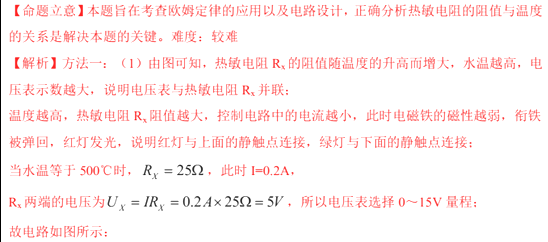 【命题立意】本题旨在考查欧姆定律的应用以及电路设计，正确分析热敏电阻的阻值与温度
的关系是解决本题的关键。难度：较难
【解析】方法一：（1）由图可知，热敏电阻 Rx 的阻值随温度的升高而增大，水温越高，电
压表示数越大，说明电压表与热敏电阻 Rx 并联；
温度越高，热敏电阻 Rx 阻值越大，控制电路中的电流越小，此时电磁铁的磁性越弱，衔铁
被弹回，红灯发光，说明红灯与上面的静触点连接，绿灯与下面的静触点连接；
当水温等于 500℃时， R_X = 25Ω ，此时 I=0.2A，
Rx 两端的电压为 U_X = IR_X = 0.2A×25Ω = 5V ，所以电压表选择 0～15V 量程；
故电路如图所示：